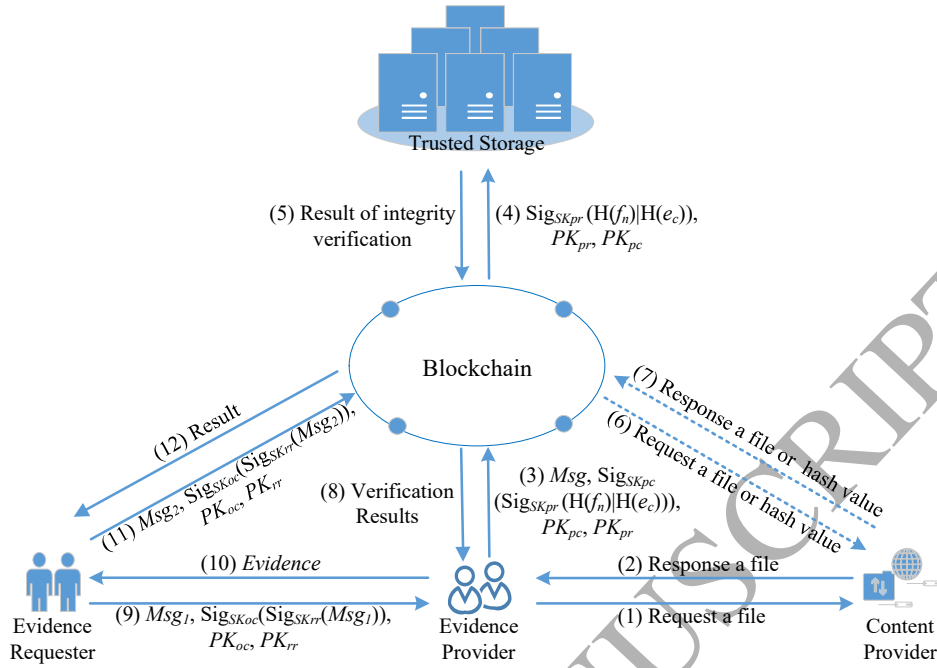 Trusted Storage
(5) Result of integrity
verification
(4) Sig_SKpr (H(f_n)|H(e_c)),
PK_pr, PK_pc
Blockchain
(7) Response a file or hash value
(6) Request a file or hash value
(12) Result
(11) Msg_2, Sig_SKoc(Sig_SKrr(Msg_2)),
PK_oc, PK_rr
(8) Verification
Results
(3) Msg, Sig_SKpc
(Sig_SKpr (H(f_n)|H(e_c))),
PK_pc, PK_pr
(10) Evidence
(2) Response a file
(9) Msg_1, Sig_SKoc(Sig_SKrr(Msg_1)),
PK_oc, PK_rr
(1) Request a file
Evidence
Requester
Evidence
Provider
Content
Provider